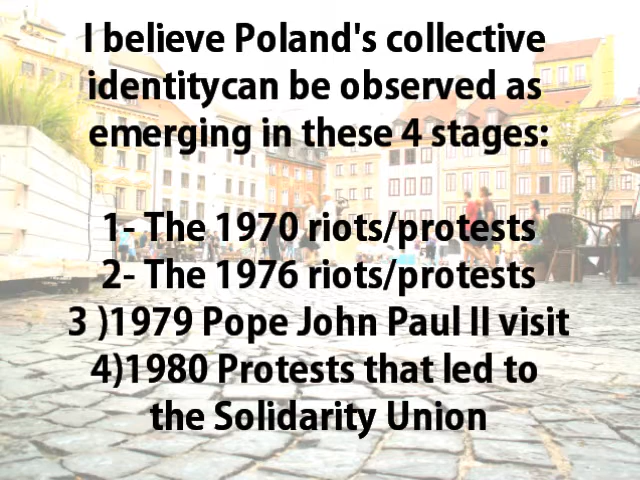 I believe Poland's collective
identitycan be observed as
emerging in these 4 stages:
1- The 1970 riots/protests
2- The 1976 riots/protests
3 )1979 Pope John Paul II visit
4)1980 Protests that led to
the Solidarity Union